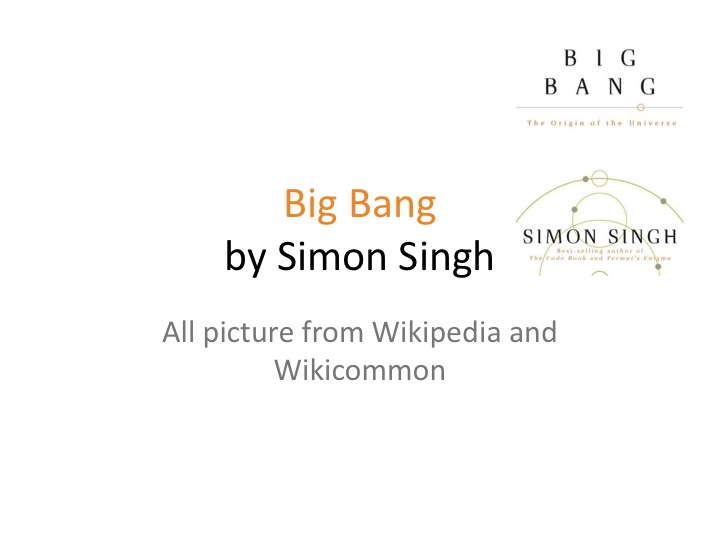 BIG
BANG
The Origin of the Universe
Big Bang
by Simon Singh
SIMON SINGH
Best-selling author of
The Code Book and Fermat's Enigma
All picture from Wikipedia and
Wikicommon